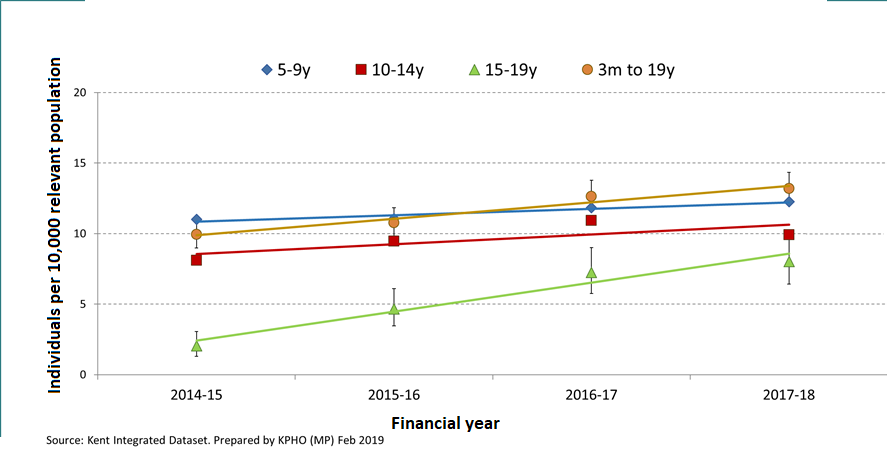 5-9y 10-14y 15-19y 3m to 19y
Individuals per 10,000 relevant population
20
15
10
5
0
2014-15 2015-16 2016-17 2017-18
Financial year
Source: Kent Integrated Dataset. Prepared by KPHO (MP) Feb 2019